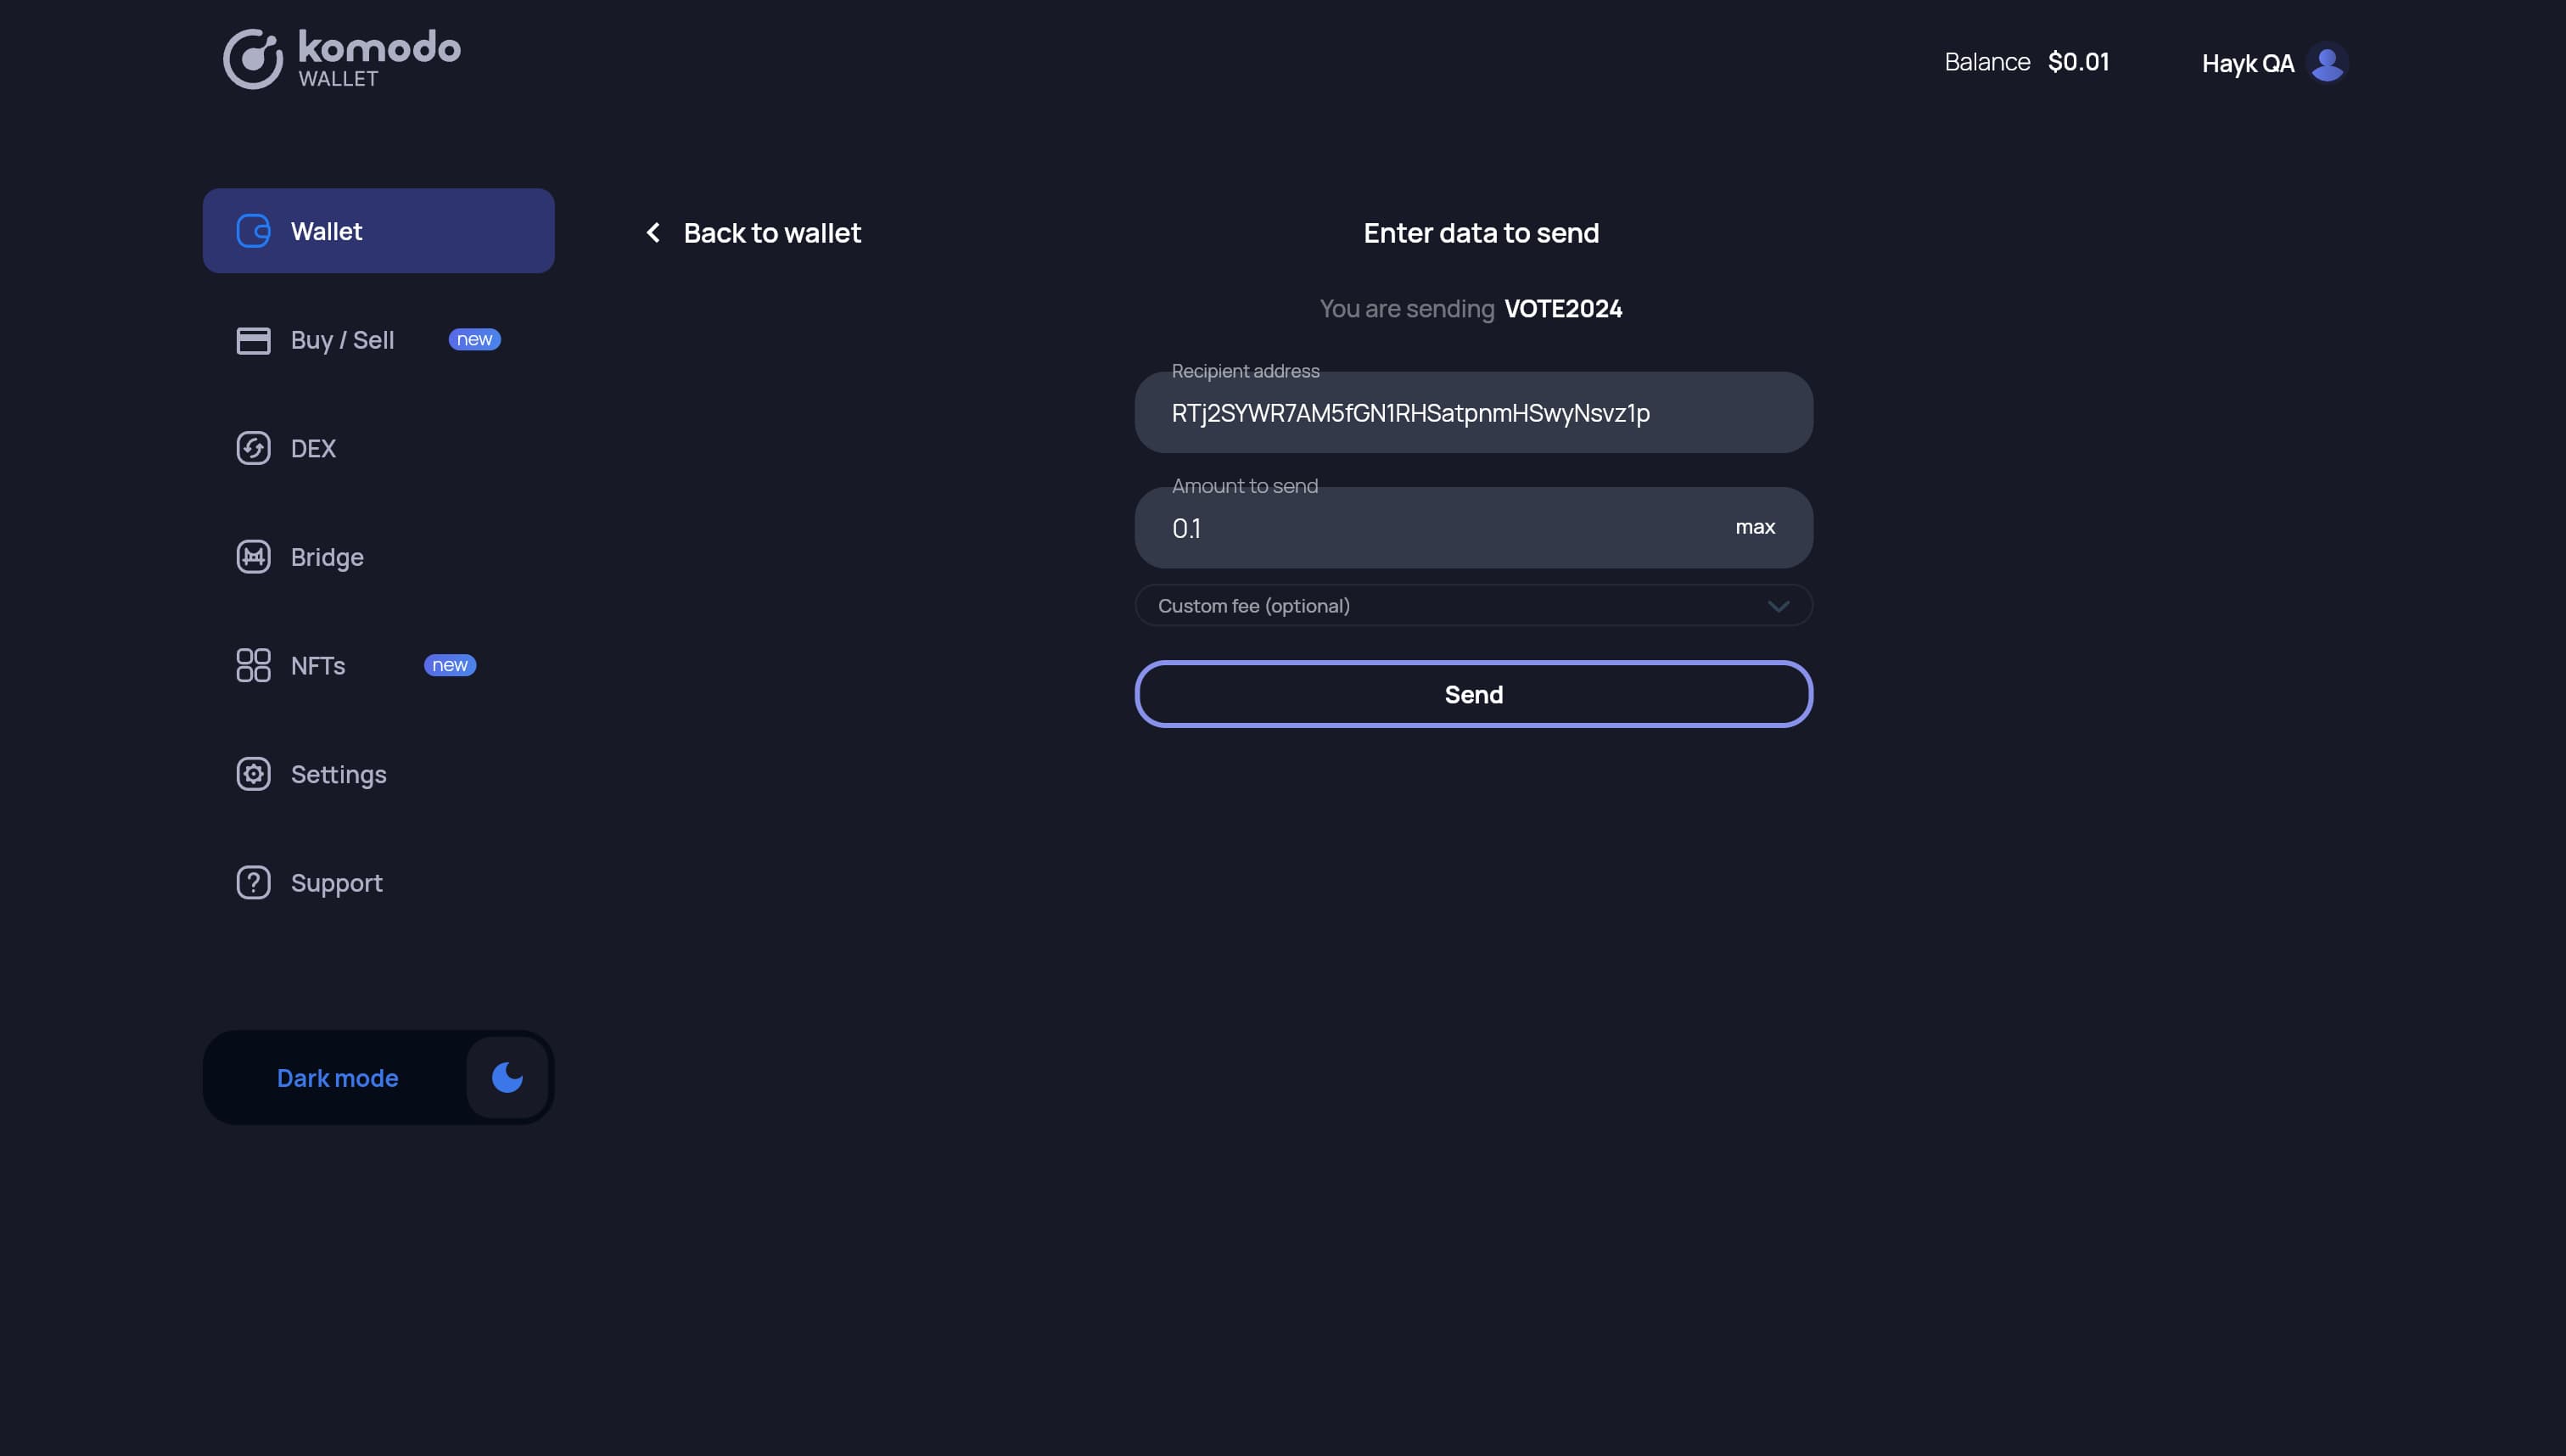 komodo
WALLET
Balance $0.01
Hayk QA
Wallet
Buy / Sell new
DEX
Bridge
NFTs new
Settings
Support
Dark mode
Back to wallet
Enter data to send
You are sending VOTE2024
Recipient address
RTj2SYWR7AM5fGN1RHSatpnmHSwyNsvz1p
Amount to send
0.1 max
Custom fee (optional)
Send